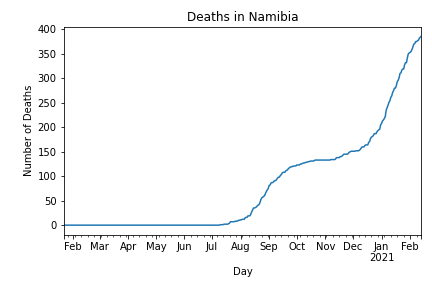 Deaths in Namibia
400
350
300
250
200
150
100
50
0
Number of Deaths
Feb Mar Apr May Jun Jul Aug Sep Oct Nov Dec Jan Feb
2021
Day